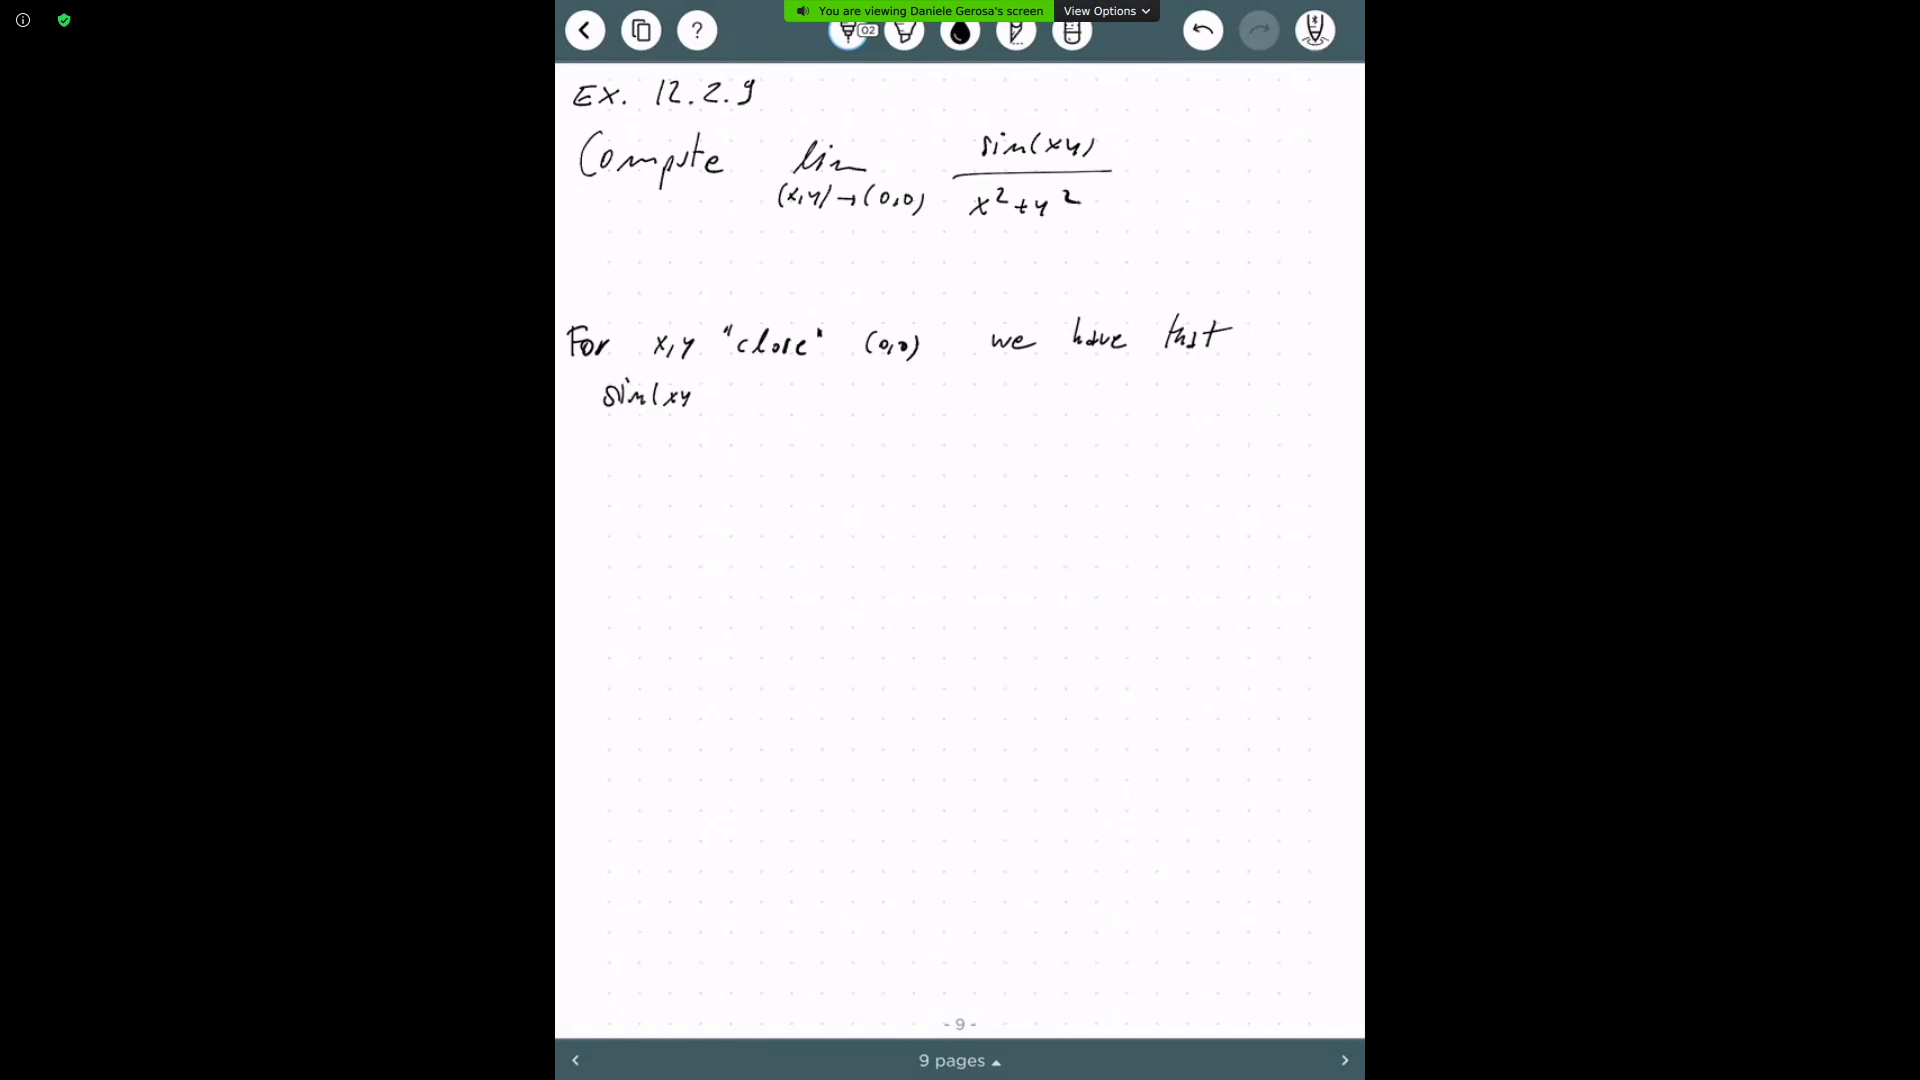 You are viewing Daniele Gerosa's screen View Options
?
02
Ex. 12.2.9
Compute lim sin(xy)
(x,y)→(0,0) x²+y²
For x,y "close" (0,0) we have that
sin(xy
- 9 -
9 pages